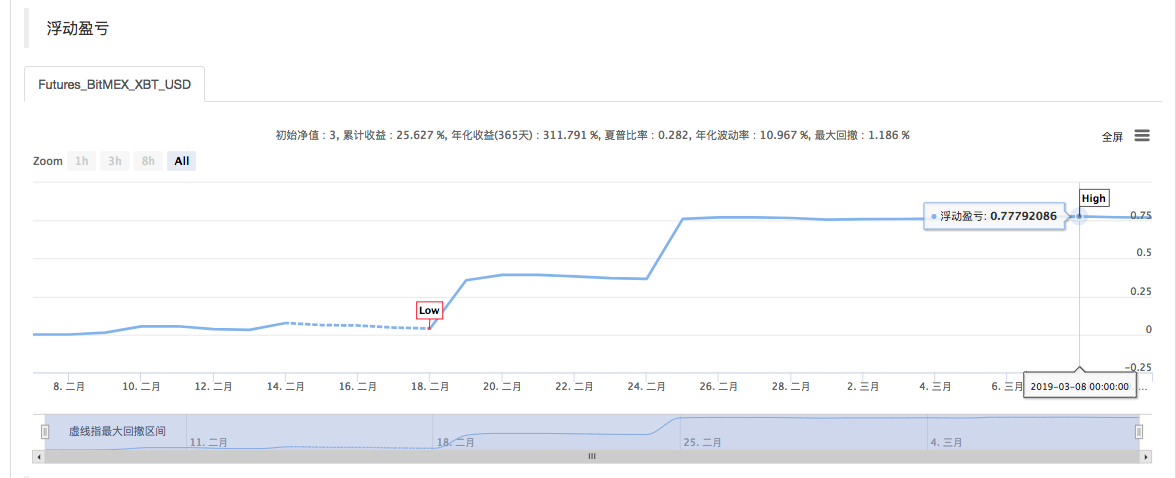 浮动盈亏
Futures_BitMEX_XBT_USD
初始净值 : 3, 累计收益 : 25.627 %, 年化收益(365天) : 311.791 %, 夏普比率 : 0.282, 年化波动率 : 10.967 %, 最大回撤 : 1.186 %
全屏
Zoom 1h 3h 8h All
High
浮动盈亏: 0.77792086
0.75
0.5
0.25
Low
0
-0.25
8. 二月 10. 二月 12. 二月 14. 二月 16. 二月 18. 二月 20. 二月 22. 二月 24. 二月 26. 二月 28. 二月 2. 三月 4. 三月 6. 三月 ...
2019-03-08 00:00:00
虚线指最大回撤区间
11. 二月 18. 二月 25. 二月 4. 三月